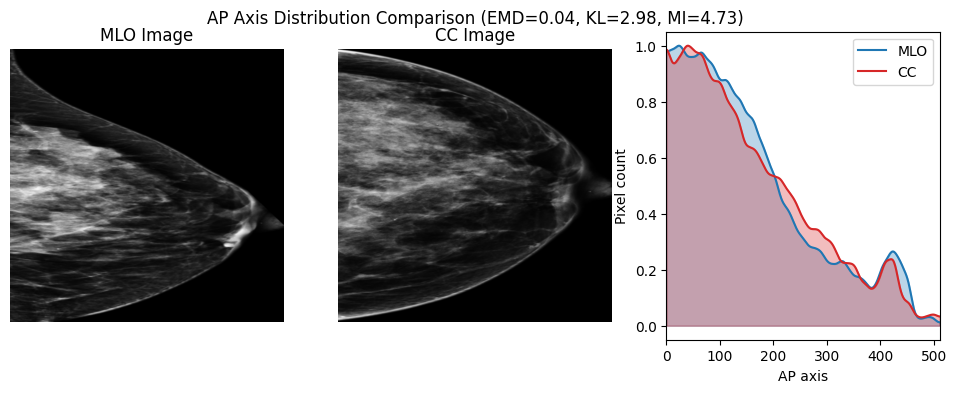 AP Axis Distribution Comparison (EMD=0.04, KL=2.98, MI=4.73)
MLO Image
CC Image
MLO
CC
Pixel count
1.0
0.8
0.6
0.4
0.2
0.0
0 100 200 300 400 500
AP axis